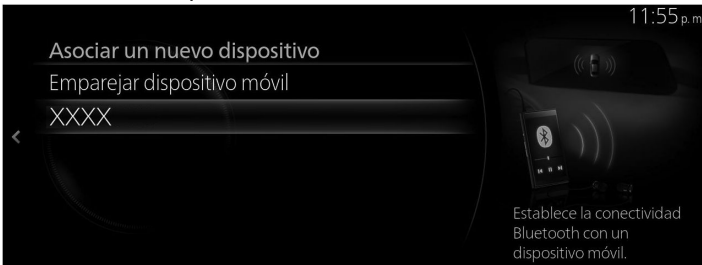 11:55 p. m
Asociar un nuevo dispositivo
Emparejar dispositivo móvil
XXXX
Establece la conectividad
Bluetooth con un
dispositivo móvil.